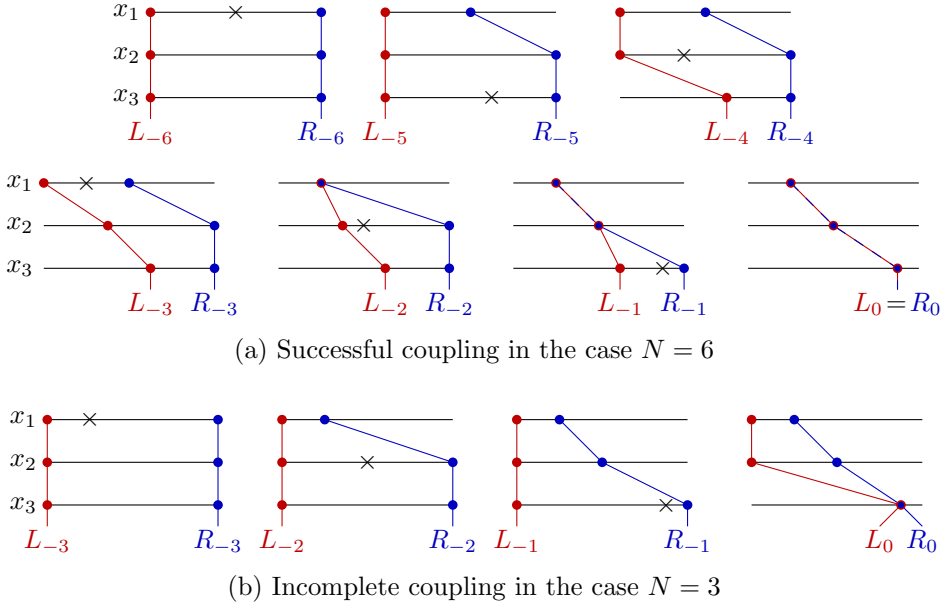 x₁
x₂
x₃
L₋₆ R₋₆ L₋₅ R₋₅ L₋₄ R₋₄
x₁
x₂
x₃
L₋₃ R₋₃ L₋₂ R₋₂ L₋₁ R₋₁ L₀=R₀
(a) Successful coupling in the case N = 6
x₁
x₂
x₃
L₋₃ R₋₃ L₋₂ R₋₂ L₋₁ R₋₁ L₀ R₀
(b) Incomplete coupling in the case N = 3